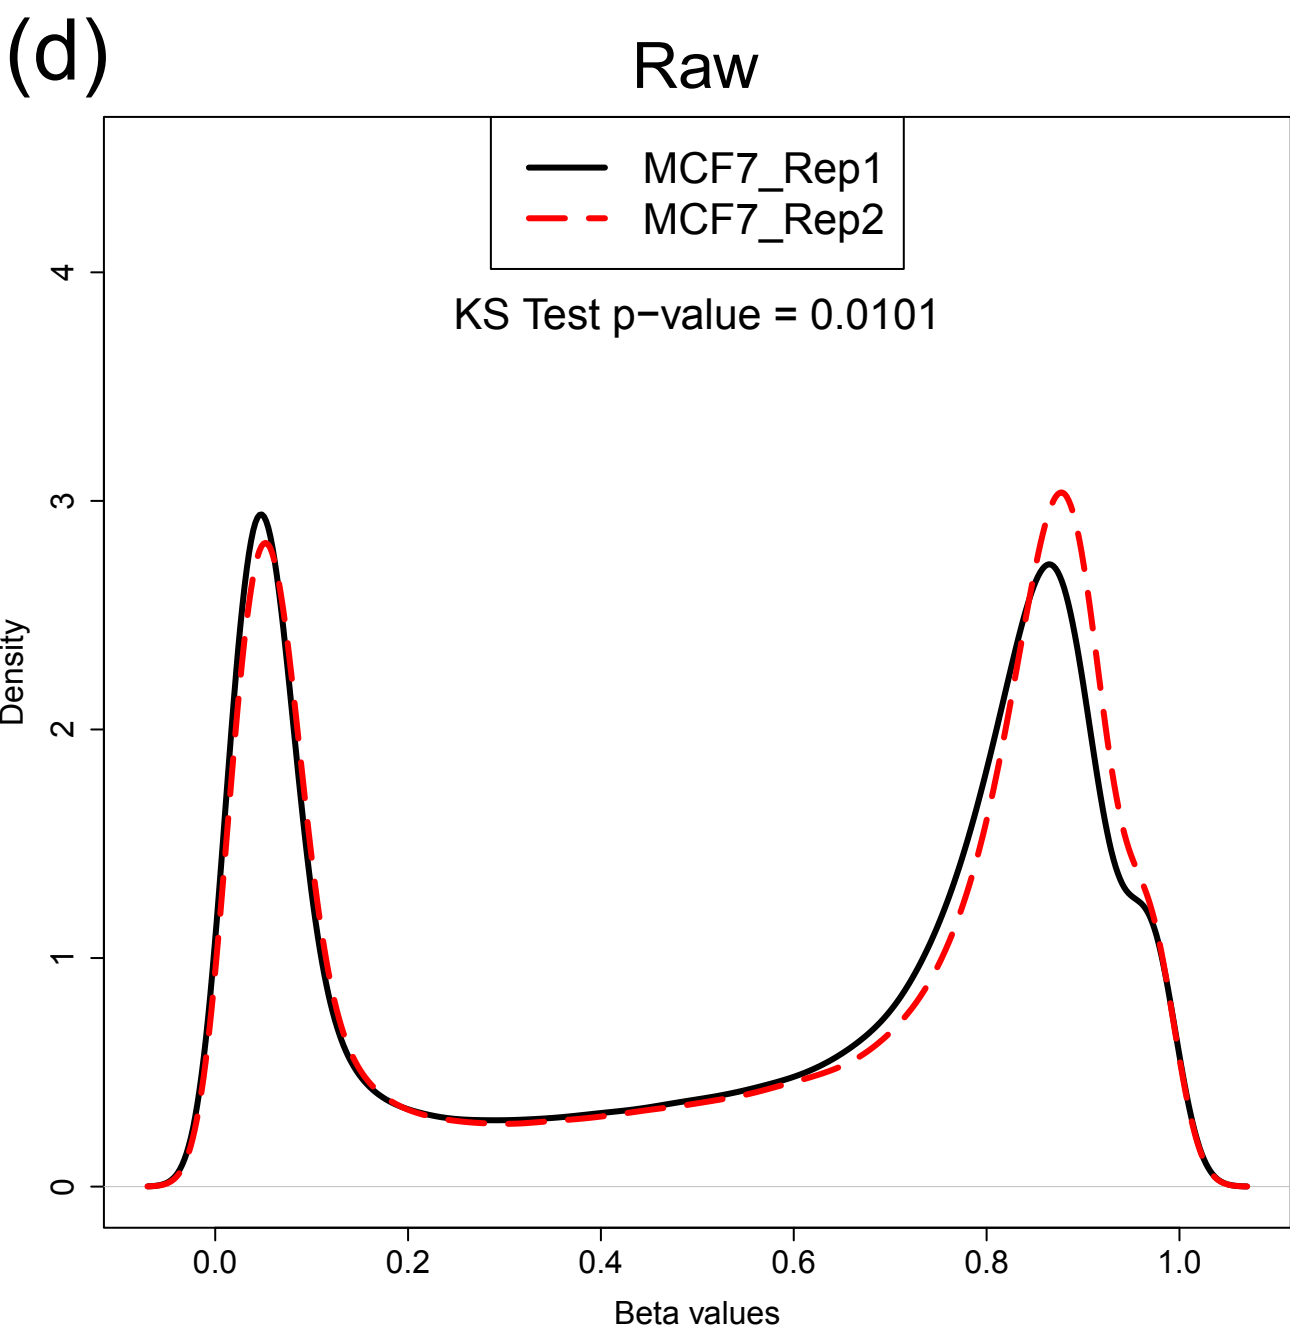 (d)
Raw
MCF7_Rep1
MCF7_Rep2
KS Test p−value = 0.0101
Density
4
3
2
1
0
0.0 0.2 0.4 0.6 0.8 1.0
Beta values